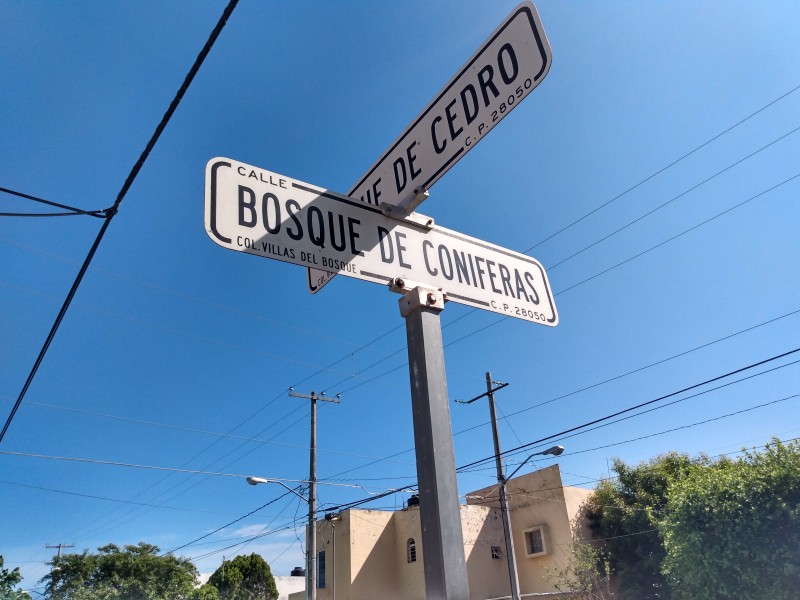 DE CEDRO
C.P. 28050
CALLE
BOSQUE DE CONIFERAS
COL. VILLAS DEL BOSQUE
C.P. 28050